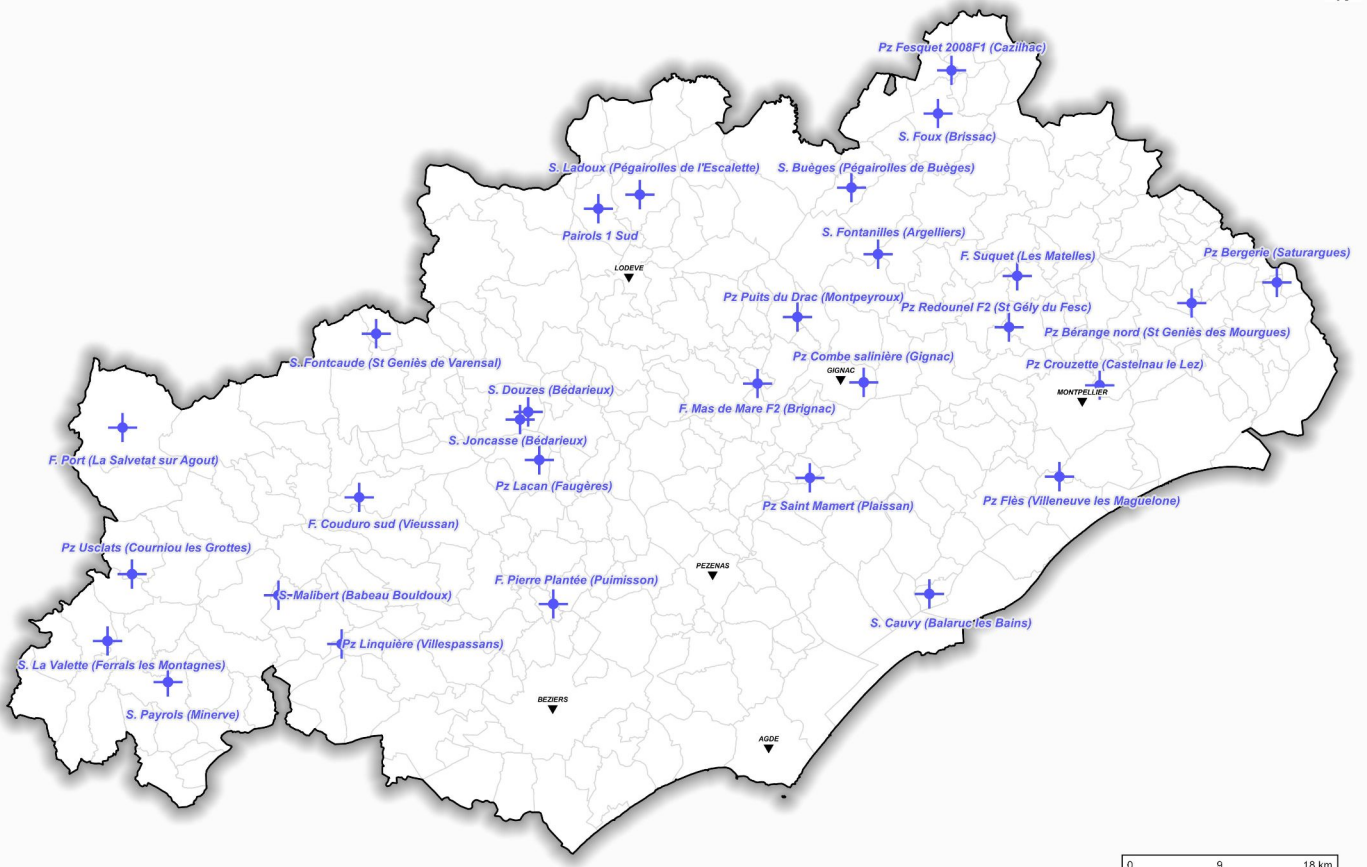 Pz Fesquet 2008F1 (Cazilhac)
S. Foux (Brissac)
S. Ladoux (Pégairolles de l'Escalette)
S. Buèges (Pégairolles de Buèges)
Pairols 1 Sud
S. Fontanilles (Argelliers)
F. Suquet (Les Matelles)
Pz Bergerie (Saturargues)
LODEVE
Pz Puits du Drac (Montpeyroux)
Pz Redounel F2 (St Gély du Fesc)
Pz Bérange nord (St Geniès des Mourgues)
S. Fontcaude (St Geniès de Varensal)
Pz Combe salinière (Gignac)
Pz Crouzette (Castelnau le Lez)
GIGNAC
S. Douzes (Bédarieux)
MONTPELLIER
F. Mas de Mare F2 (Brignac)
S. Joncasse (Bédarieux)
F. Port (La Salvetat sur Agout)
Pz Lacan (Faugères)
Pz Saint Mamert (Plaissan)
Pz Flès (Villeneuve les Maguelone)
F. Couduro sud (Vieussan)
Pz Usclats (Courniou les Grottes)
PEZENAS
F. Pierre Plantée (Puimisson)
S. Malibert (Babeau Bouldoux)
S. Cauvy (Balaruc les Bains)
Pz Linquière (Villespassans)
S. La Valette (Ferrals les Montagnes)
BEZIERS
S. Payrols (Minerve)
AGDE
0 9 18 km